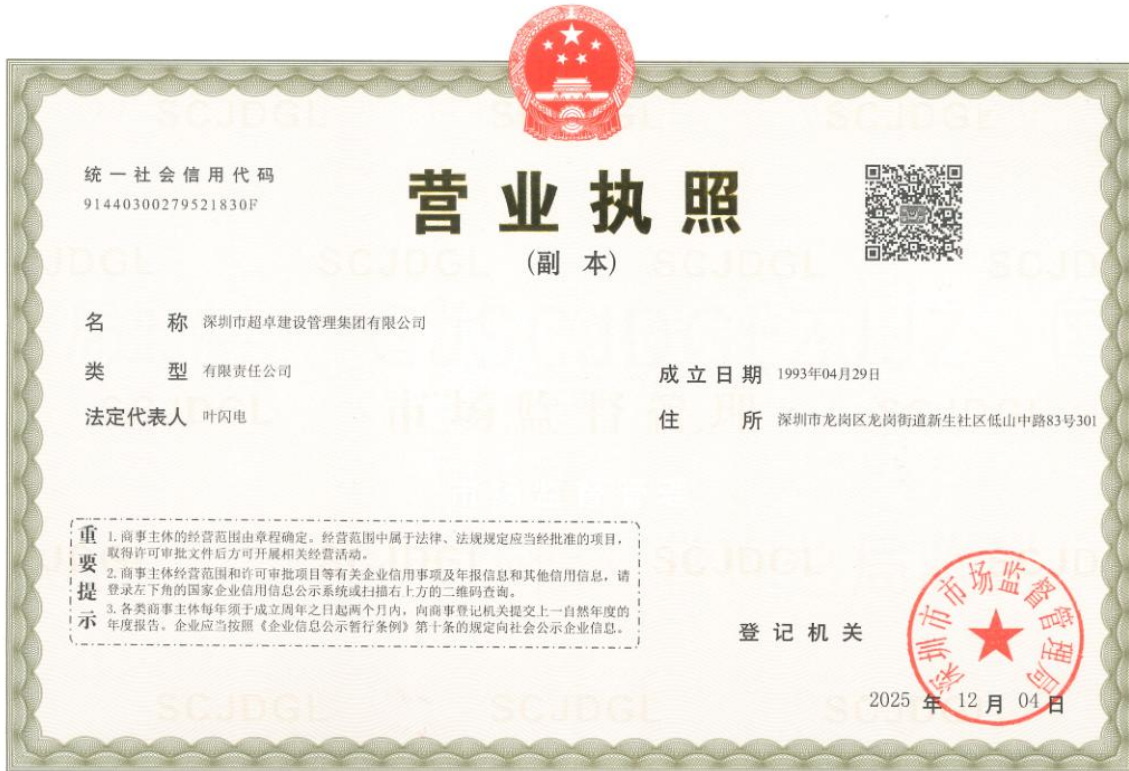 统一社会信用代码
91440300279521830F
营业执照
(副 本)
名 称 深圳市超卓建设管理集团有限公司
类 型 有限责任公司
法定代表人 叶闪电
成立日期 1993年04月29日
住 所 深圳市龙岗区龙岗街道新生社区低山中路83号301
重要提示
1. 商事主体的经营范围由章程确定。经营范围中属于法律、法规规定应当经批准的项目，
取得许可审批文件后方可开展相关经营活动。
2. 商事主体经营范围和许可审批项目等有关企业信用事项及年报信息和其他信用信息，请
登录左下角的国家企业信用信息公示系统或扫描右上方的二维码查询。
3. 各类商事主体每年须于成立周年之日起两个月内，向商事登记机关提交上一自然年度的
年度报告。企业应当按照《企业信息公示暂行条例》第十条的规定向社会公示企业信息。
登记机关
深圳市市场监督管理局
2025 年 12 月 04 日
SCJDGL
市场监督管理